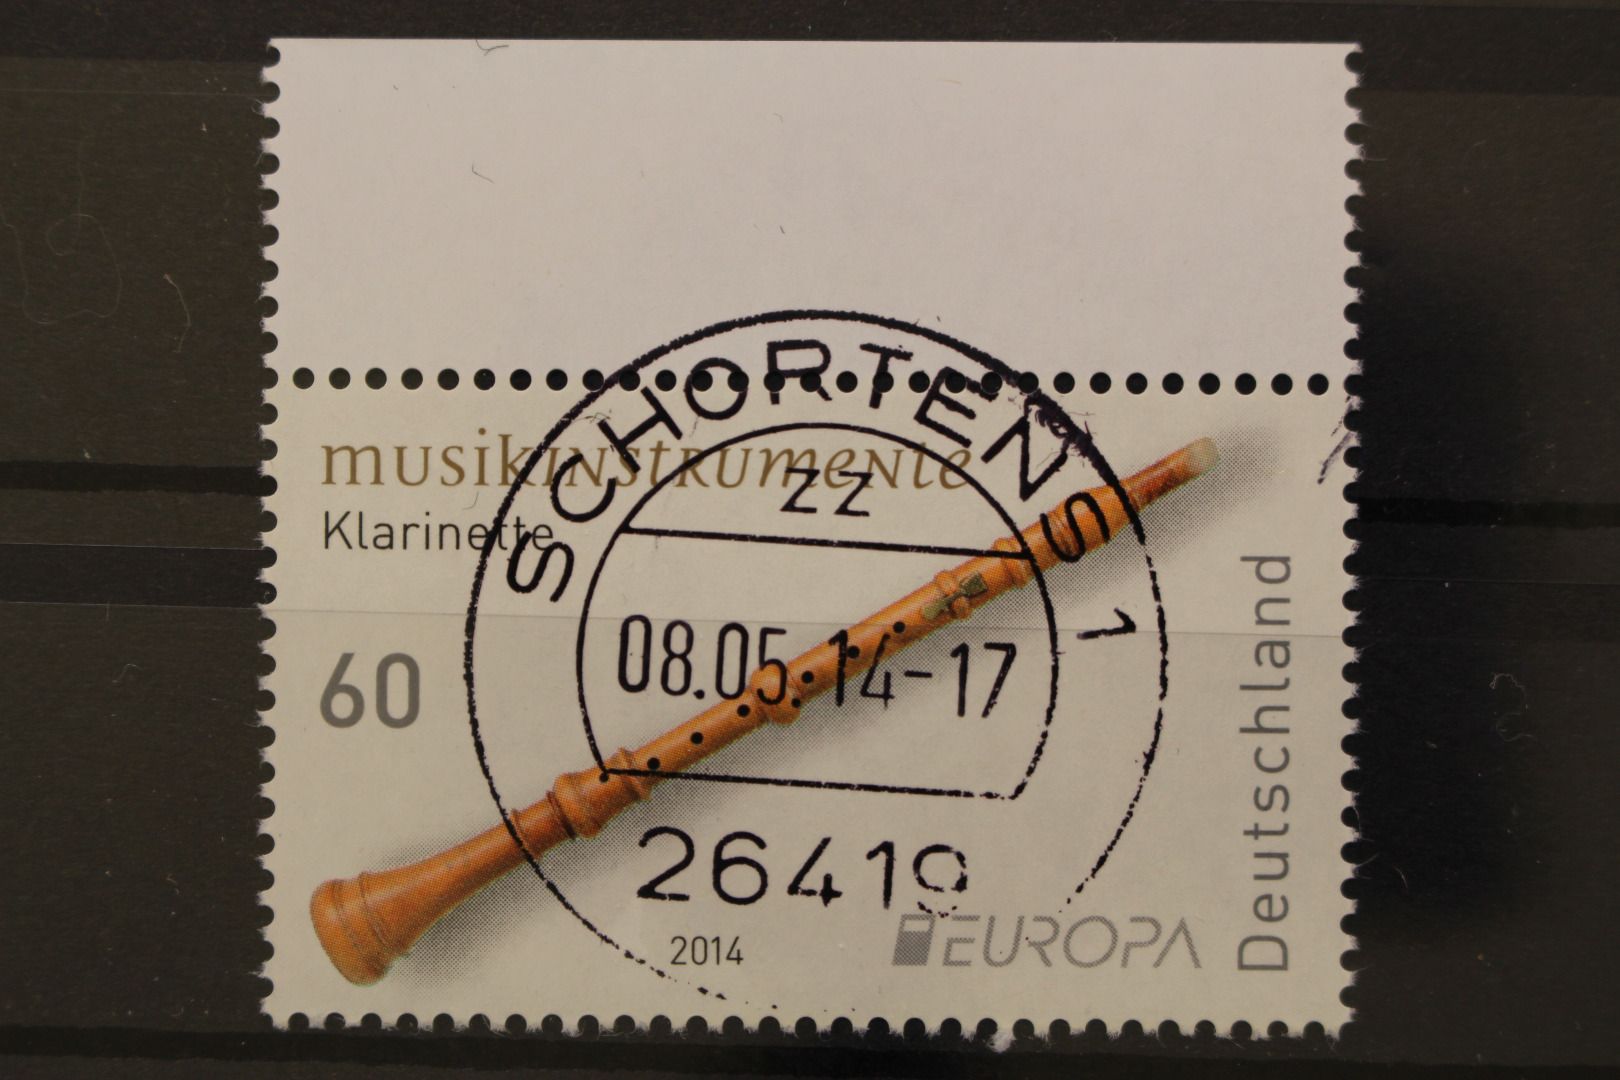 musikinstrumente
Klarinette
60
Deutschland
2014
EUROPA
SCHORTENS 1
zz
08.05.14-17
26419